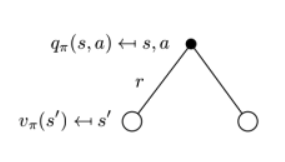 qπ(s, a) ↤ s, a
r
vπ(s′) ↤ s′